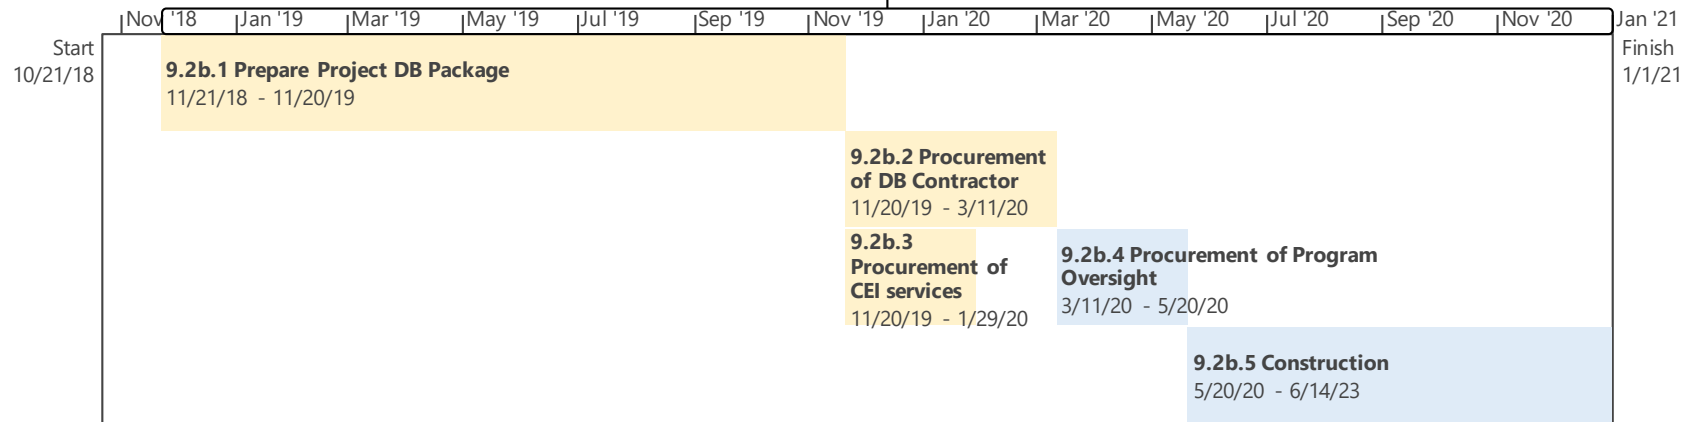 Nov '18 Jan '19 Mar '19 May '19 Jul '19 Sep '19 Nov '19 Jan '20 Mar '20 May '20 Jul '20 Sep '20 Nov '20 Jan '21
Start
10/21/18
Finish
1/1/21
9.2b.1 Prepare Project DB Package
11/21/18 - 11/20/19
9.2b.2 Procurement
of DB Contractor
11/20/19 - 3/11/20
9.2b.3
Procurement of
CEI services
11/20/19 - 1/29/20
9.2b.4 Procurement of Program
Oversight
3/11/20 - 5/20/20
9.2b.5 Construction
5/20/20 - 6/14/23